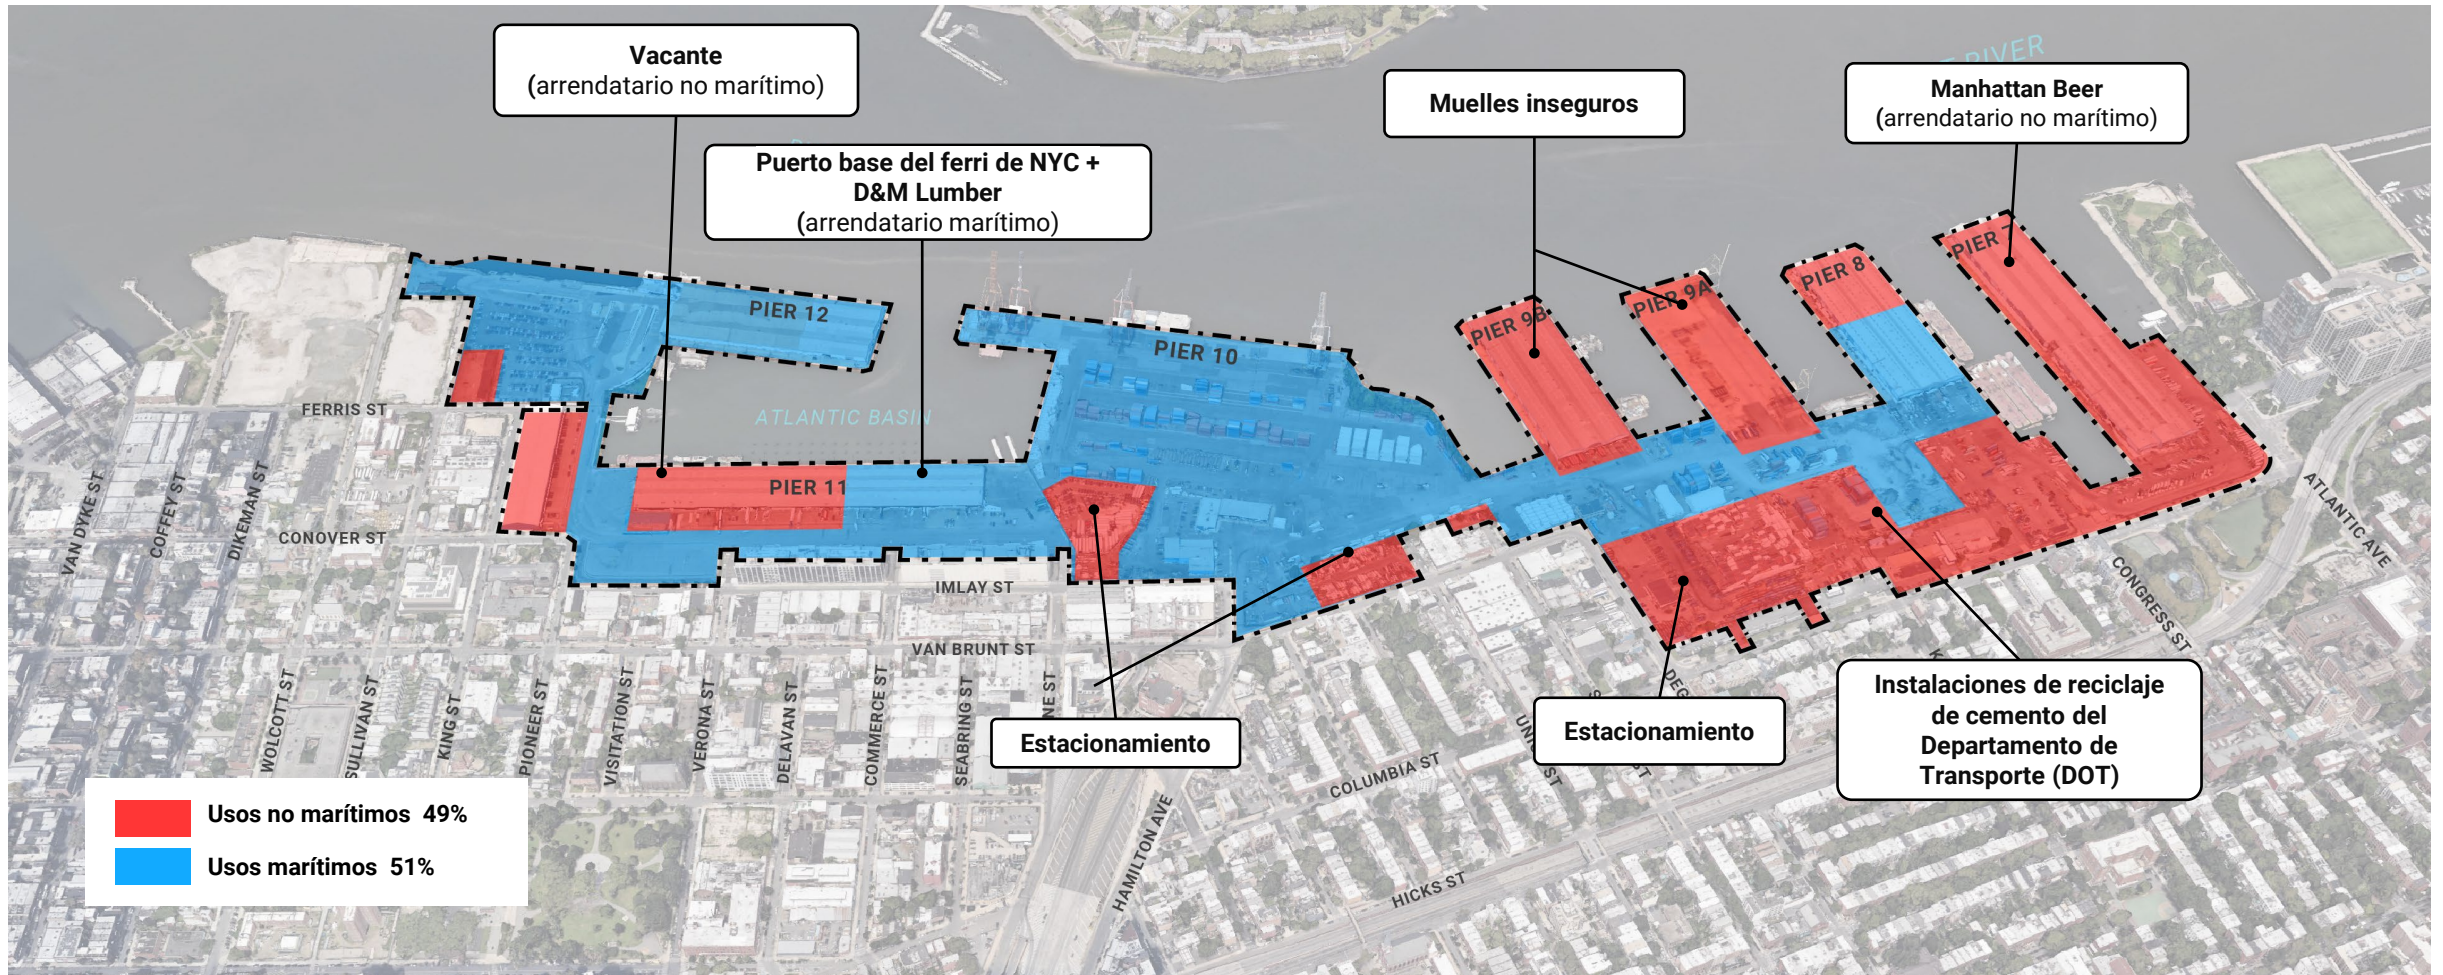 Vacante
(arrendatario no marítimo)
Puerto base del ferri de NYC +
D&M Lumber
(arrendatario marítimo)
Muelles inseguros
Manhattan Beer
(arrendatario no marítimo)
RIVER
PIER 12
PIER 10
PIER 9B
PIER 9A
PIER 8
PIER 7
ATLANTIC BASIN
PIER 11
FERRIS ST
CONOVER ST
IMLAY ST
VAN BRUNT ST
VAN DYKE ST
COFFEY ST
DIKEMAN ST
WOLCOTT ST
SULLIVAN ST
KING ST
PIONEER ST
VISITATION ST
VERONA ST
DELAVAN ST
COMMERCE ST
SEABRING ST
NE ST
HAMILTON AVE
COLUMBIA ST
HICKS ST
DEG
ST
CONGRESS ST
ATLANTIC AVE
Estacionamiento
Estacionamiento
Instalaciones de reciclaje
de cemento del
Departamento de
Transporte (DOT)
Usos no marítimos 49%
Usos marítimos 51%